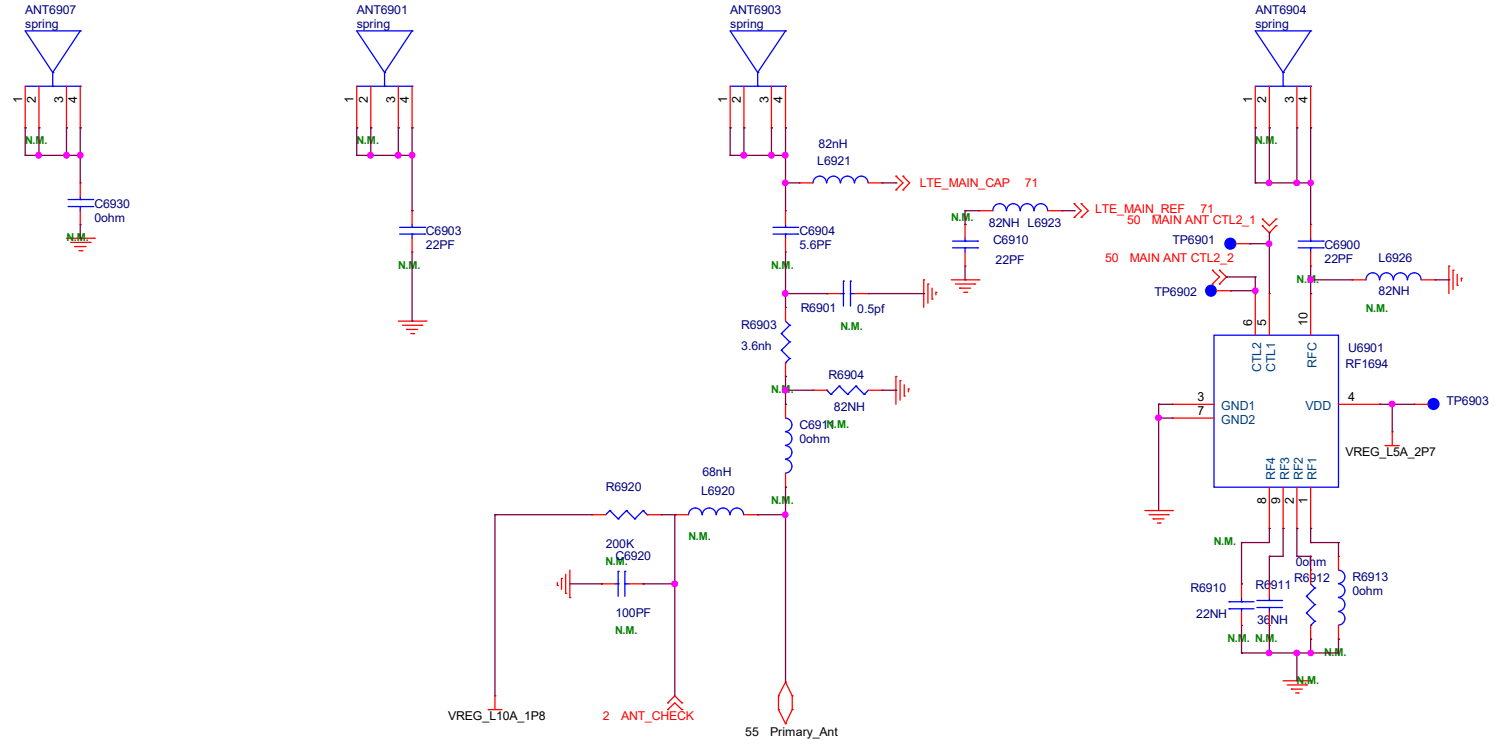 ANT6907
spring
ANT6901
spring
ANT6903
spring
ANT6904
spring
1 2 3 4
1 2 3 4
1 2 3 4
1 2 3 4
N.M.
N.M.
N.M.
82nH
L6921
LTE_MAIN_CAP 71
C6930
0ohm
N.M.
C6903
22PF
N.M.
C6904
5.6PF
N.M.
N.M.
82NH L6923
LTE_MAIN_REF 71
C6910
22PF
50 MAIN ANT CTL2_1
TP6901
50 MAIN ANT CTL2_2
TP6902
C6900
22PF
N.M.
L6926
82NH
N.M.
R6901
0.5pf
N.M.
R6903
3.6nh
N.M.
R6904
82NH
N.M.
C6911
0ohm
N.M.
6 5 10
CTL2
CTL1
RFC
U6901
RF1694
3 GND1
7 GND2
VDD 4
TP6903
VREG_L5A_2P7
RF4
RF3
RF2
RF1
8 9 2 1
68nH
L6920
N.M.
R6920
200K
N.M.
C6920
100PF
N.M.
N.M.
0ohm
R6910
22NH
R6911
36NH
R6912
R6913
0ohm
N.M. N.M.
N.M.
N.M.
VREG_L10A_1P8
2 ANT_CHECK
55 Primary_Ant